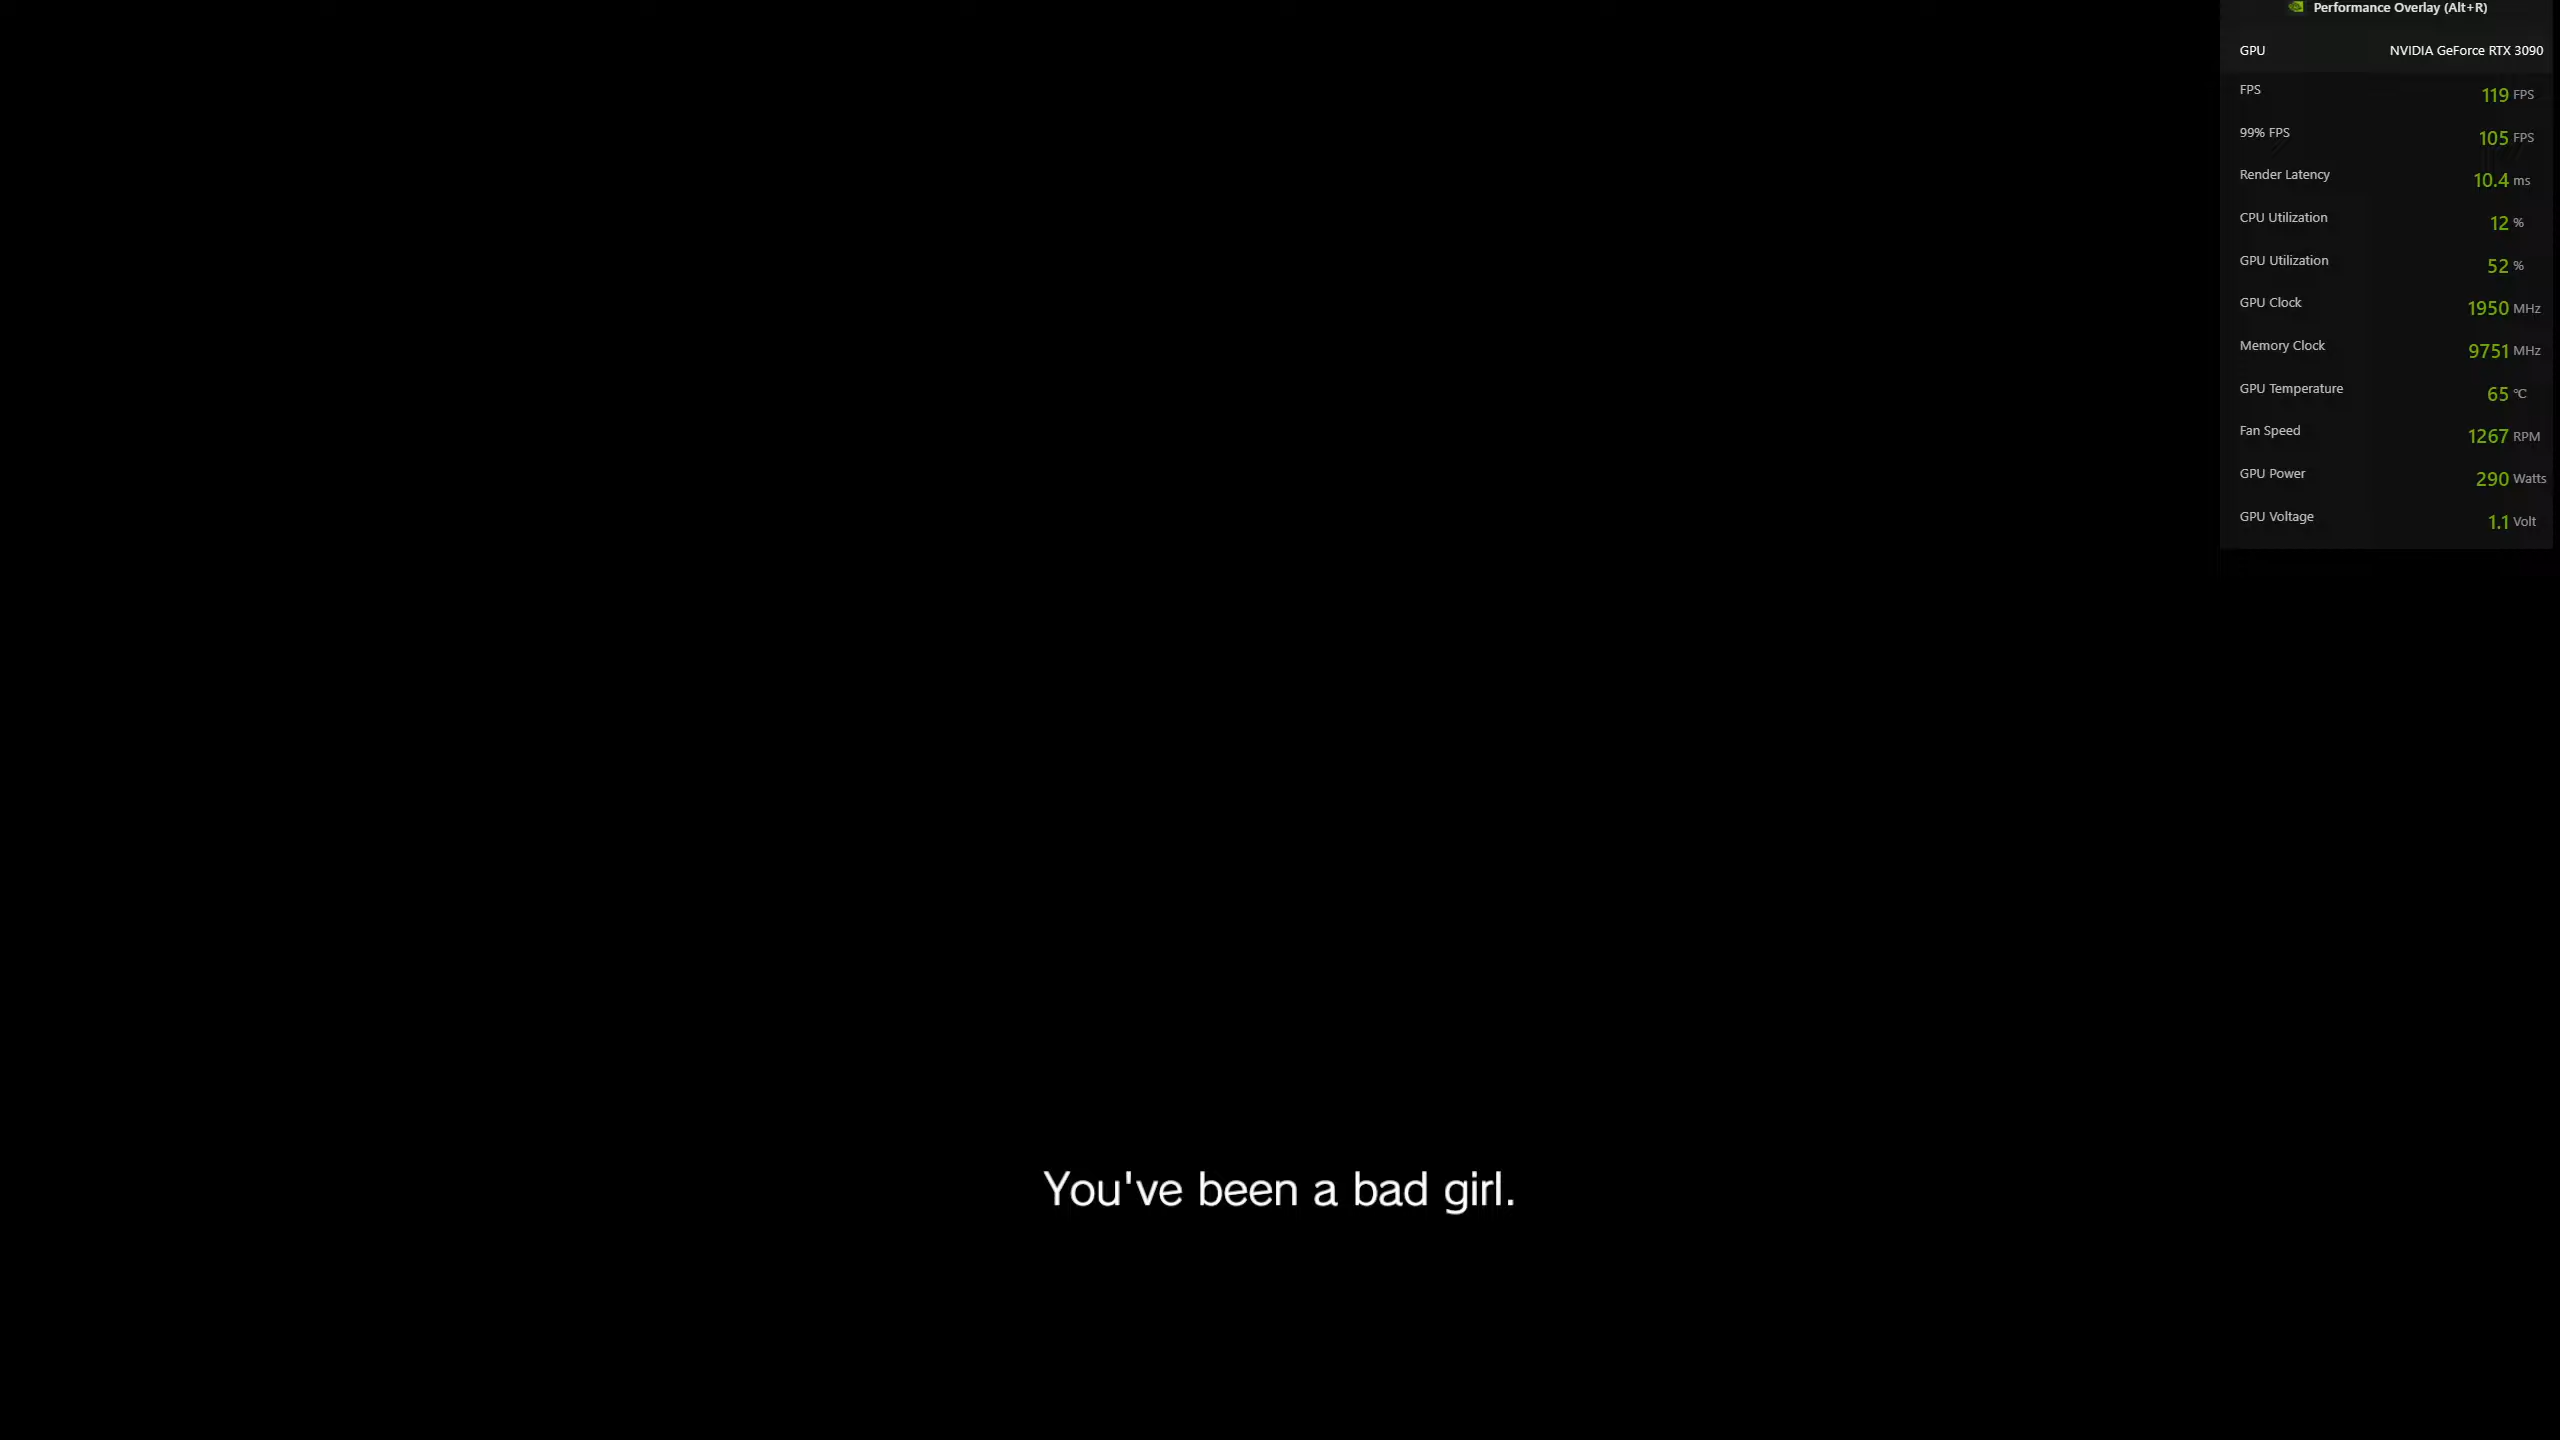 Performance Overlay (Alt+R)
GPU NVIDIA GeForce RTX 3090
FPS 119 FPS
99% FPS 105 FPS
Render Latency 10.4 ms
CPU Utilization 12 %
GPU Utilization 52 %
GPU Clock 1950 MHz
Memory Clock 9751 MHz
GPU Temperature 65 °C
Fan Speed 1267 RPM
GPU Power 290 Watts
GPU Voltage 1.1 Volt
You've been a bad girl.